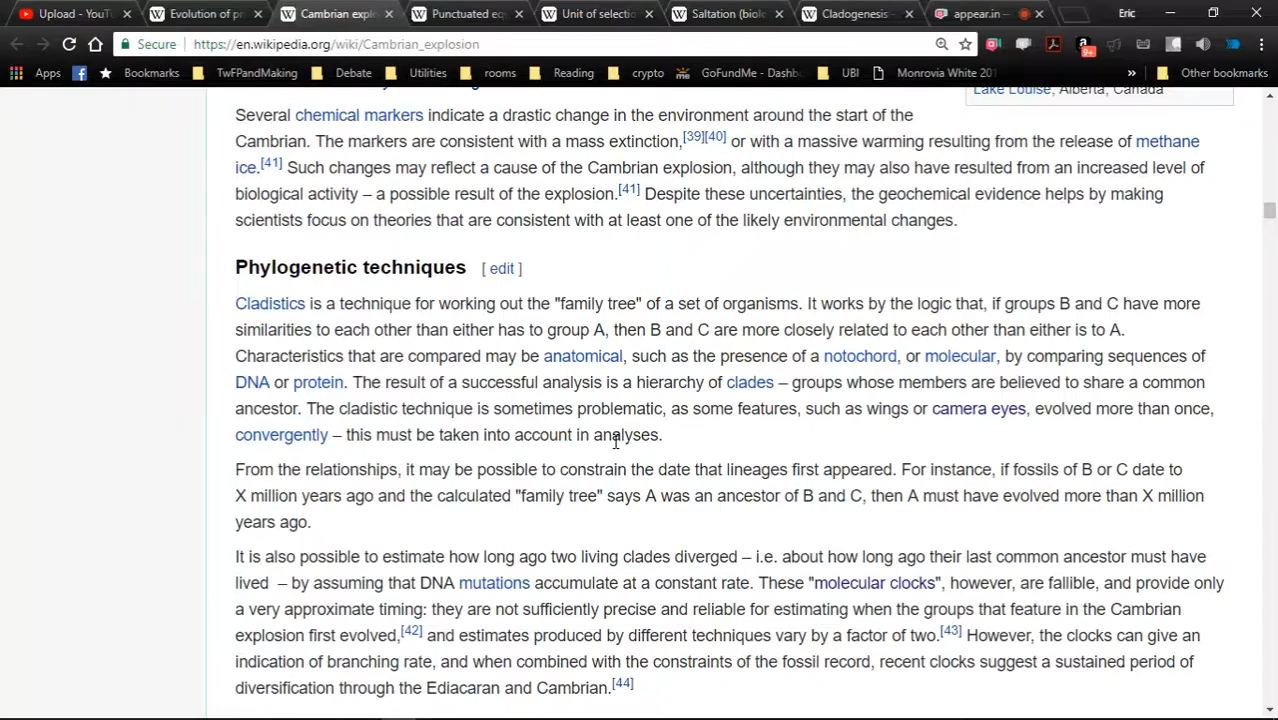 Upload - YouTu
Evolution of p
Cambrian expl
Punctuated eq
Unit of selectio
Saltation (biolo
Cladogenesis -
appear.in -
Eric
Secure
https://en.wikipedia.org/wiki/Cambrian_explosion
9+
Apps
Bookmarks
TwFPandMaking
Debate
Utilities
rooms
Reading
crypto
me
GoFundMe - Dashb
UBI
Monrovia White 201
»
Other bookmarks
Lake Louise, Alberta, Canada
Several chemical markers indicate a drastic change in the environment around the start of the
Cambrian. The markers are consistent with a mass extinction,[39][40] or with a massive warming resulting from the release of methane
ice.[41] Such changes may reflect a cause of the Cambrian explosion, although they may also have resulted from an increased level of
biological activity – a possible result of the explosion.[41] Despite these uncertainties, the geochemical evidence helps by making
scientists focus on theories that are consistent with at least one of the likely environmental changes.
Phylogenetic techniques [ edit ]
Cladistics is a technique for working out the "family tree" of a set of organisms. It works by the logic that, if groups B and C have more
similarities to each other than either has to group A, then B and C are more closely related to each other than either is to A.
Characteristics that are compared may be anatomical, such as the presence of a notochord, or molecular, by comparing sequences of
DNA or protein. The result of a successful analysis is a hierarchy of clades – groups whose members are believed to share a common
ancestor. The cladistic technique is sometimes problematic, as some features, such as wings or camera eyes, evolved more than once,
convergently – this must be taken into account in analyses.
From the relationships, it may be possible to constrain the date that lineages first appeared. For instance, if fossils of B or C date to
X million years ago and the calculated "family tree" says A was an ancestor of B and C, then A must have evolved more than X million
years ago.
It is also possible to estimate how long ago two living clades diverged – i.e. about how long ago their last common ancestor must have
lived – by assuming that DNA mutations accumulate at a constant rate. These "molecular clocks", however, are fallible, and provide only
a very approximate timing: they are not sufficiently precise and reliable for estimating when the groups that feature in the Cambrian
explosion first evolved,[42] and estimates produced by different techniques vary by a factor of two.[43] However, the clocks can give an
indication of branching rate, and when combined with the constraints of the fossil record, recent clocks suggest a sustained period of
diversification through the Ediacaran and Cambrian.[44]